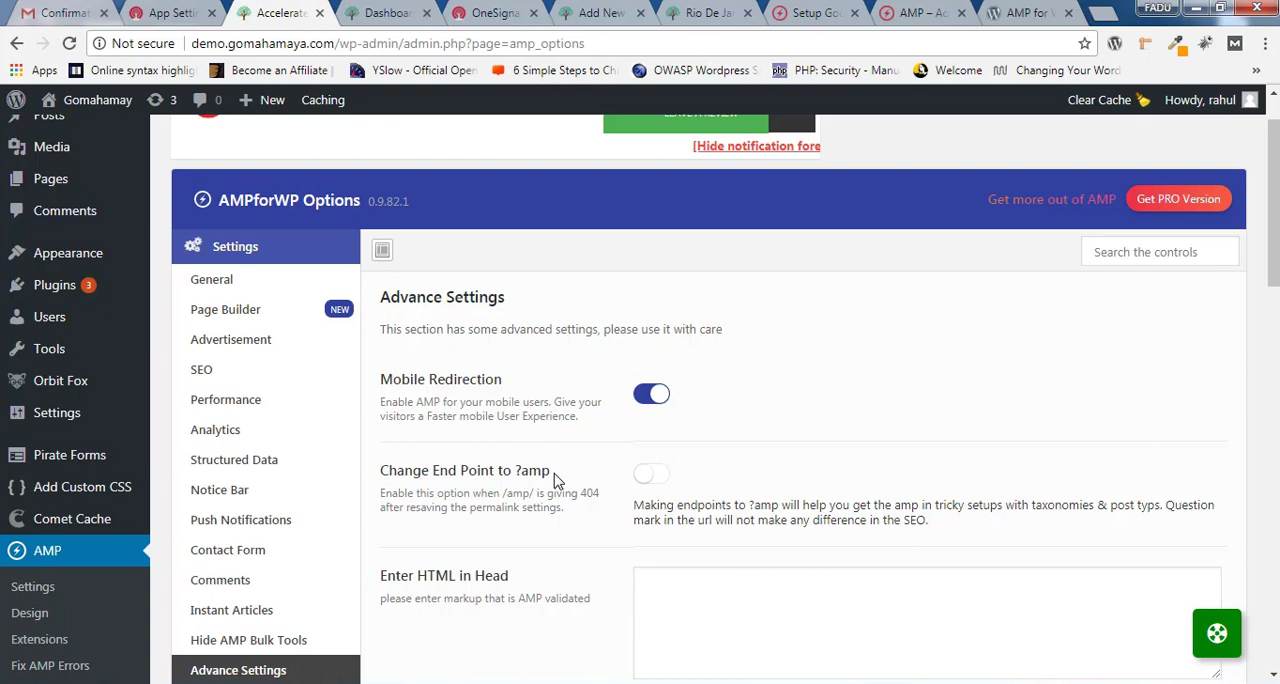 Confirmat
App Settin
Accelerate
Dashboar
OneSigna
Add New
Rio De Jan
Setup Goo
AMP – Ac
AMP for W
FADU
Not secure
demo.gomahamaya.com/wp-admin/admin.php?page=amp_options
Apps
Online syntax highlig
Become an Affiliate
YSlow - Official Open
6 Simple Steps to Ch
OWASP Wordpress S
PHP: Security - Manu
Welcome
Changing Your Word
»
Gomahamaya
3
0
New
Caching
Clear Cache
Howdy, rahul
Posts
Media
Pages
Comments
Appearance
Plugins 3
Users
Tools
Orbit Fox
Settings
Pirate Forms
Add Custom CSS
Comet Cache
AMP
Settings
Design
Extensions
Fix AMP Errors
LEAVE A REVIEW
[Hide notification fore
AMPforWP Options 0.9.82.1
Get more out of AMP
Get PRO Version
Settings
Search the controls
General
Page Builder NEW
Advertisement
SEO
Performance
Analytics
Structured Data
Notice Bar
Push Notifications
Contact Form
Comments
Instant Articles
Hide AMP Bulk Tools
Advance Settings
Advance Settings
This section has some advanced settings, please use it with care
Mobile Redirection
Enable AMP for your mobile users. Give your
visitors a Faster mobile User Experience.
Change End Point to ?amp
Enable this option when /amp/ is giving 404
after resaving the permalink settings.
Making endpoints to ?amp will help you get the amp in tricky setups with taxonomies & post typs. Question
mark in the url will not make any difference in the SEO.
Enter HTML in Head
please enter markup that is AMP validated